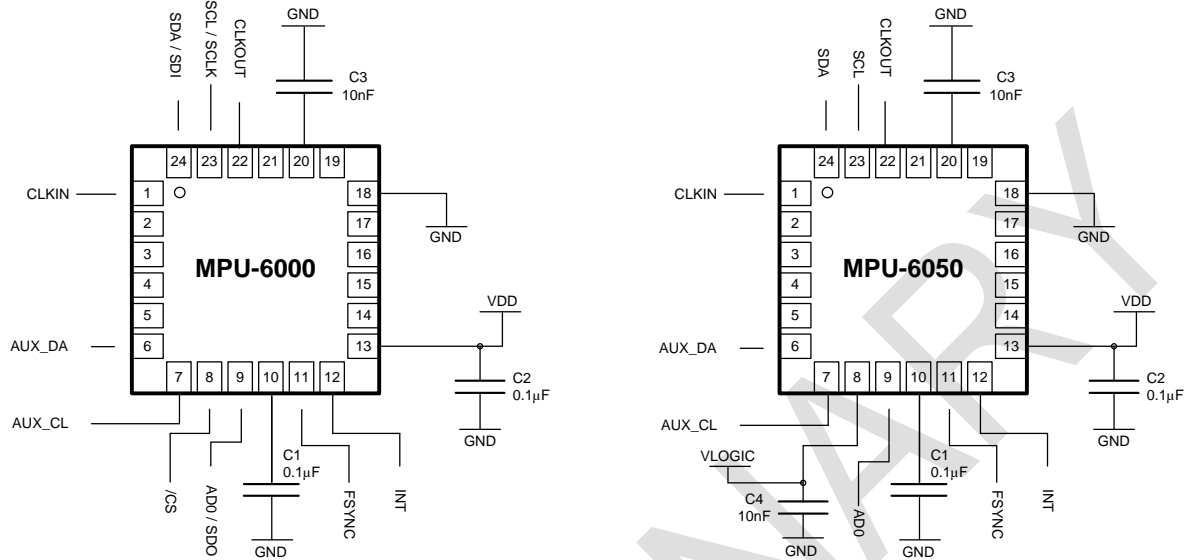 GND
SDA / SDI
SCL / SCLK
CLKOUT
C3
10nF
24 23 22 21 20 19
CLKIN
1
2
3
4
5
6
18
17
16
15
14
13
MPU-6000
GND
VDD
AUX_DA
C2
0.1µF
GND
7 8 9 10 11 12
AUX_CL
/CS
AD0 / SDO
C1
0.1µF
GND
FSYNC
INT
GND
SDA
SCL
CLKOUT
C3
10nF
24 23 22 21 20 19
CLKIN
1
2
3
4
5
6
18
17
16
15
14
13
MPU-6050
GND
VDD
AUX_DA
C2
0.1µF
GND
7 8 9 10 11 12
AUX_CL
VLOGIC
C4
10nF
GND
AD0
C1
0.1µF
GND
FSYNC
INT